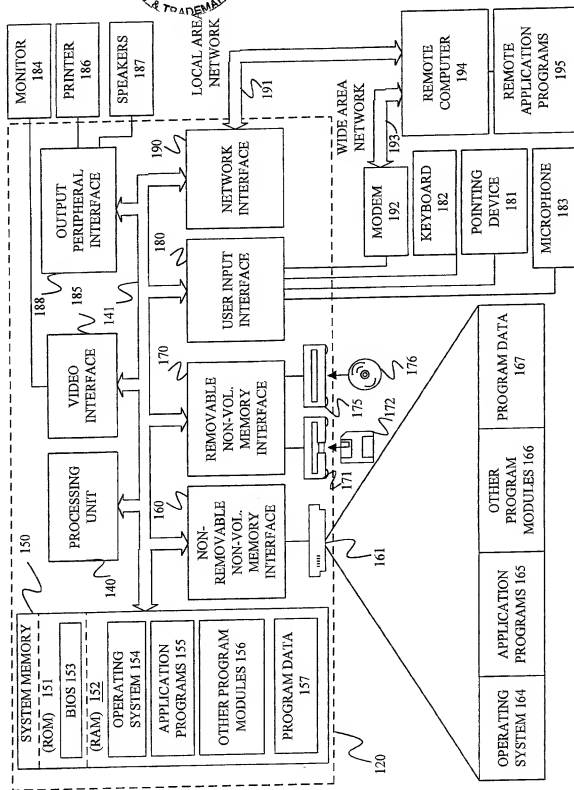 & TRADEMA
MONITOR
184
PRINTER
186
SPEAKERS
187
LOCAL AREA
NETWORK
191
REMOTE
COMPUTER
194
REMOTE
APPLICATION
PROGRAMS
195
WIDE AREA
NETWORK
193
190
NETWORK
INTERFACE
OUTPUT
PERIPHERAL
INTERFACE
188
185
141
VIDEO
INTERFACE
PROCESSING
UNIT
140
150
180
USER INPUT
INTERFACE
170
REMOVABLE
NON-VOL.
MEMORY
INTERFACE
160
NON-
REMOVABLE
NON-VOL.
MEMORY
INTERFACE
MODEM
192
KEYBOARD
182
POINTING
DEVICE
181
MICROPHONE
183
175
176
171
172
161
SYSTEM MEMORY
(ROM) 151
BIOS 153
(RAM) 152
OPERATING
SYSTEM 154
APPLICATION
PROGRAMS 155
OTHER PROGRAM
MODULES 156
PROGRAM DATA
157
120
OPERATING
SYSTEM 164
APPLICATION
PROGRAMS 165
OTHER
PROGRAM
MODULES 166
PROGRAM DATA
167